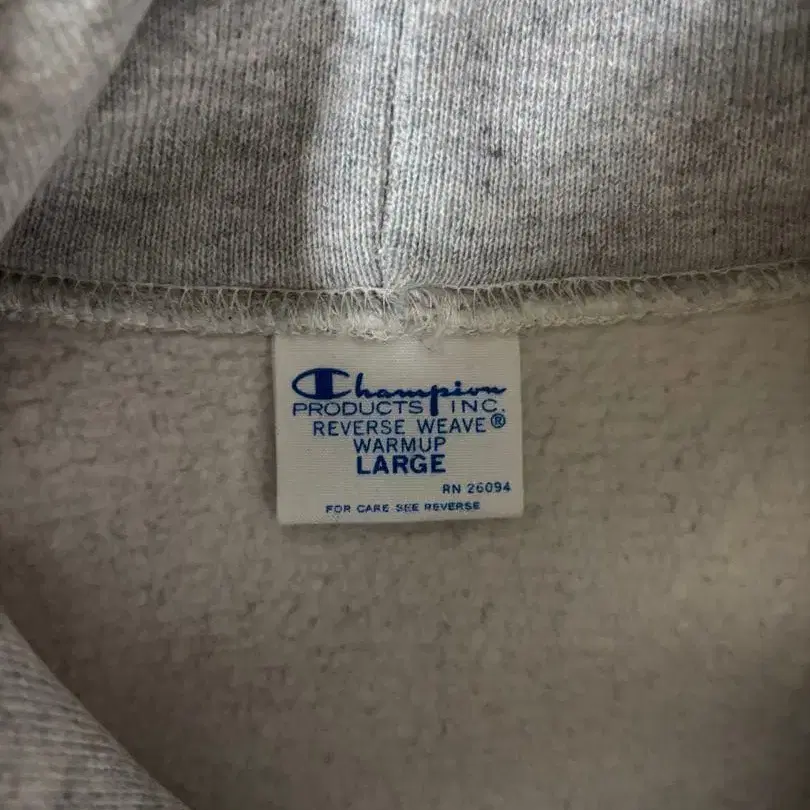 Champion
PRODUCTS INC.
REVERSE WEAVE®
WARMUP
LARGE
RN 26094
FOR CARE SEE REVERSE